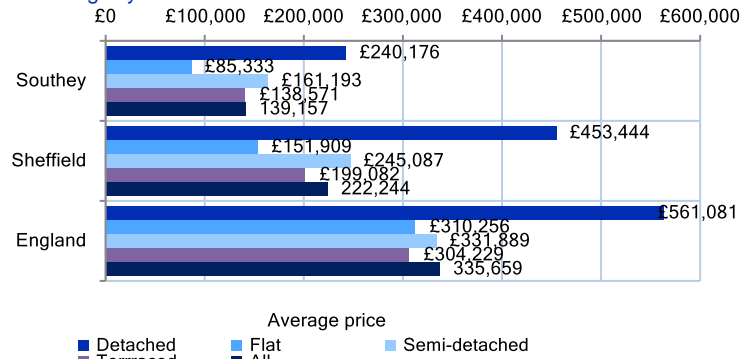 £0 £100,000 £200,000 £300,000 £400,000 £500,000 £600,000
£240,176
£85,333
Southey £161,193
£138,571
139,157
£453,444
£151,909
Sheffield £245,087
£199,082
222,244
£561,081
£310,256
England £331,889
£304,229
335,659
Average price
Detached Flat Semi-detached
All